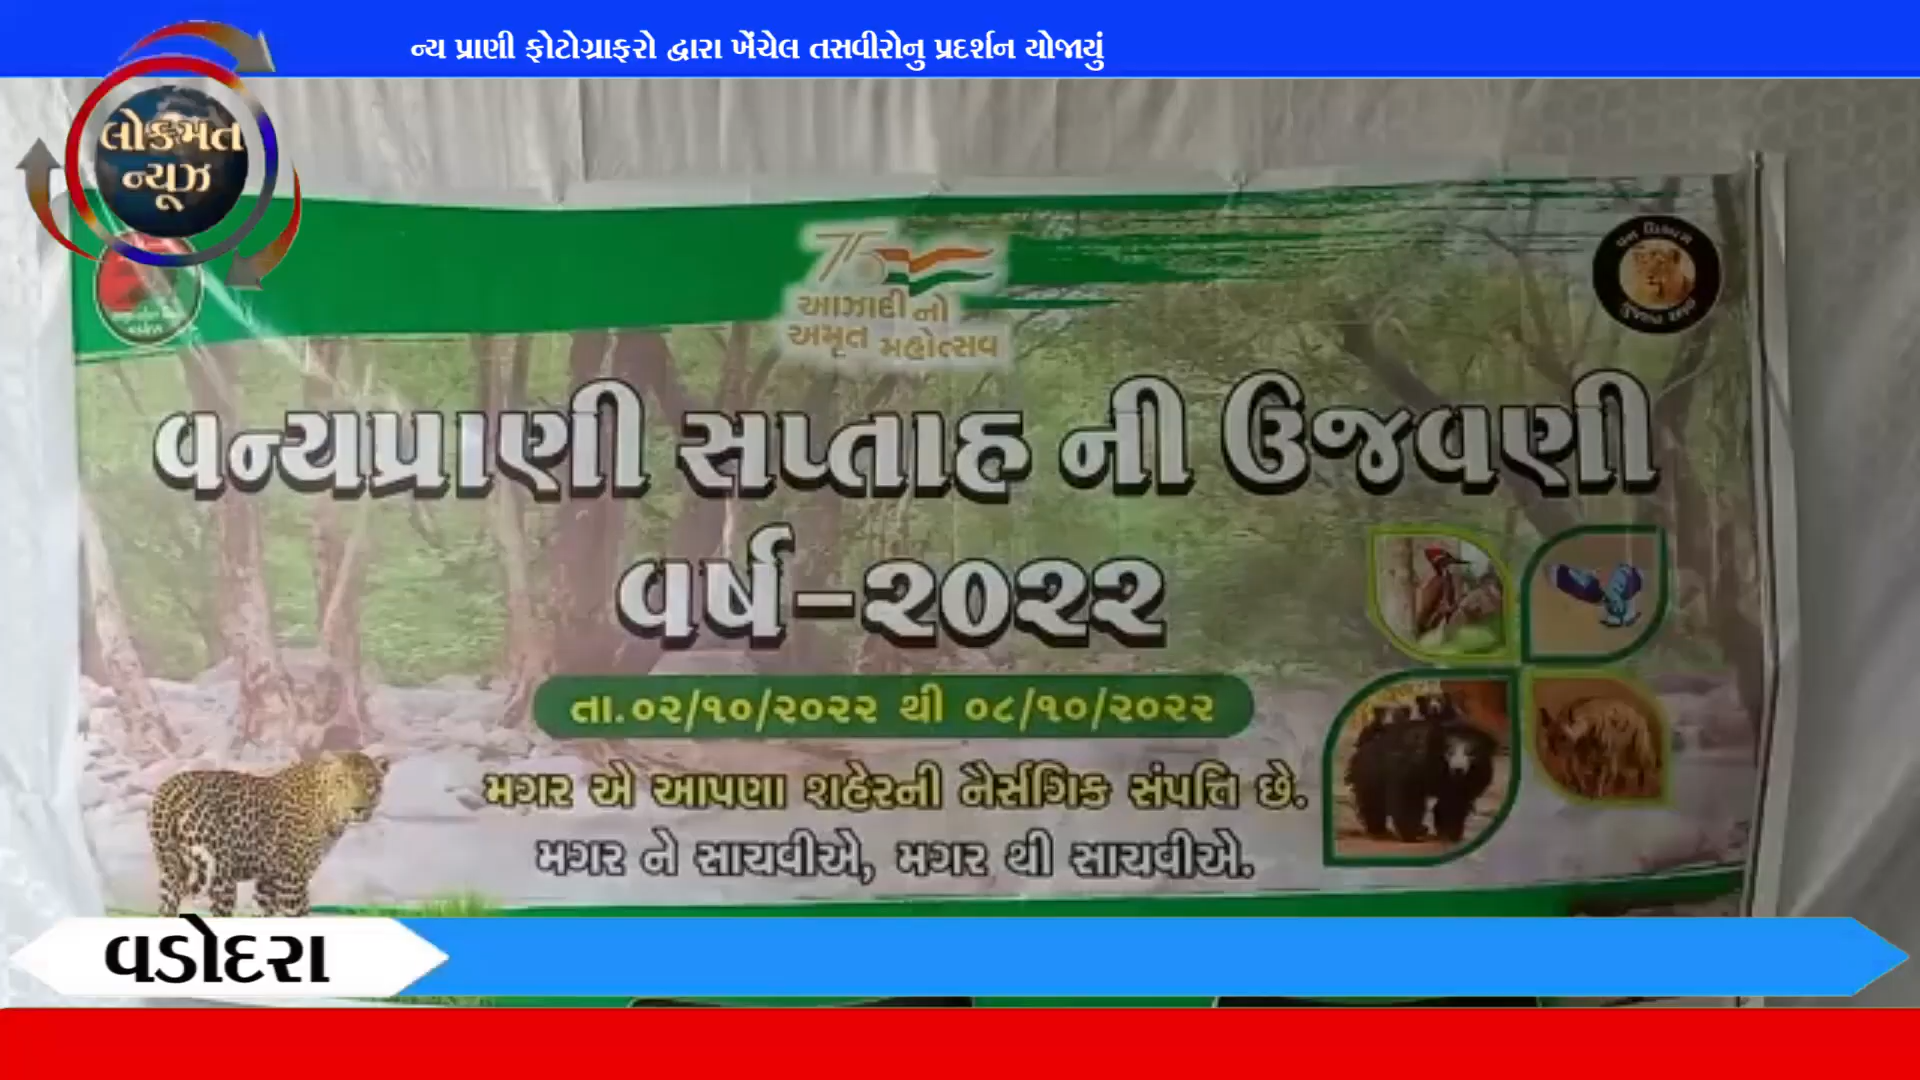 ન્ય પ્રાણી ફોટોગ્રાફરો દ્વારા ખેંચેલ તસવીરોનુ પ્રદર્શન યોજાયું
લોકમત
ન્યૂઝ
75
આઝાદી નો
અમૃત મહોત્સવ
વન્યપ્રાણી સપ્તાહ ની ઉજવણી
વર્ષ-૨૦૨૨
તા.૦૨/૧૦/૨૦૨૨ થી ૦૮/૧૦/૨૦૨૨
મગર એ આપણા શહેરની નૈર્સગિક સંપત્તિ છે.
મગર ને સાચવીએ, મગર થી સાચવીએ.
વડોદરા